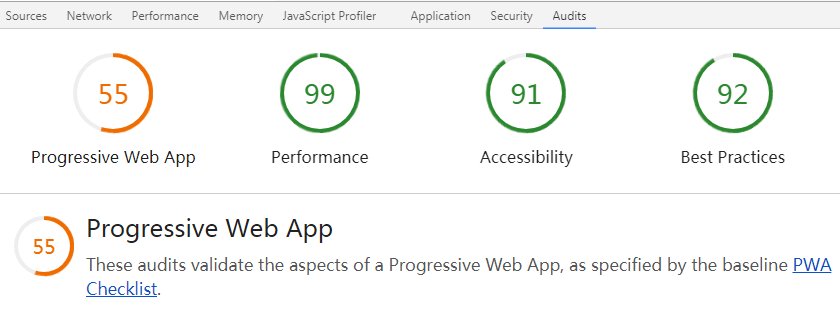 Sources Network Performance Memory JavaScript Profiler Application Security Audits
55 99 91 92
Progressive Web App Performance Accessibility Best Practices
55 Progressive Web App
These audits validate the aspects of a Progressive Web App, as specified by the baseline PWA
Checklist.